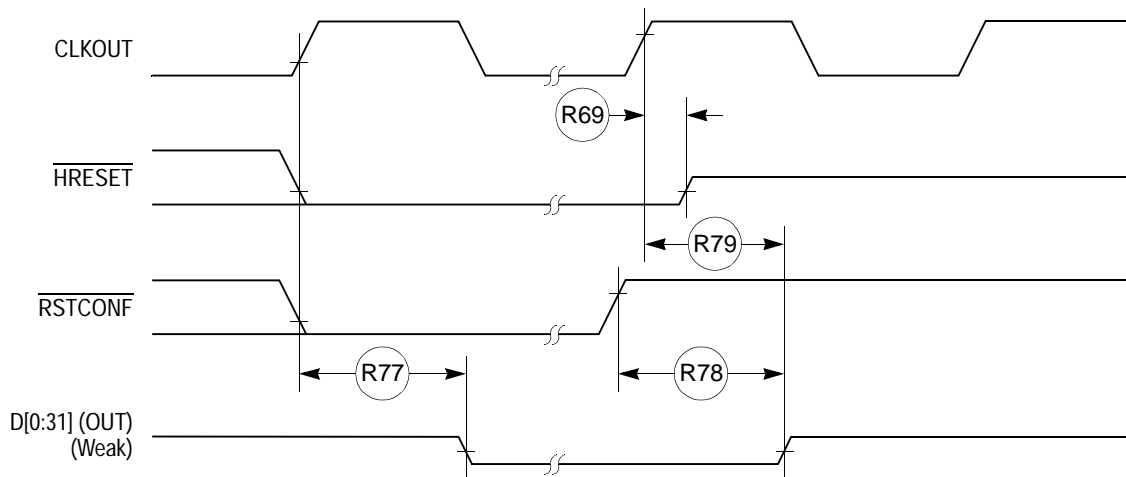 CLKOUT
R69
HRESET
R79
RSTCONF
R77
R78
D[0:31] (OUT)
(Weak)